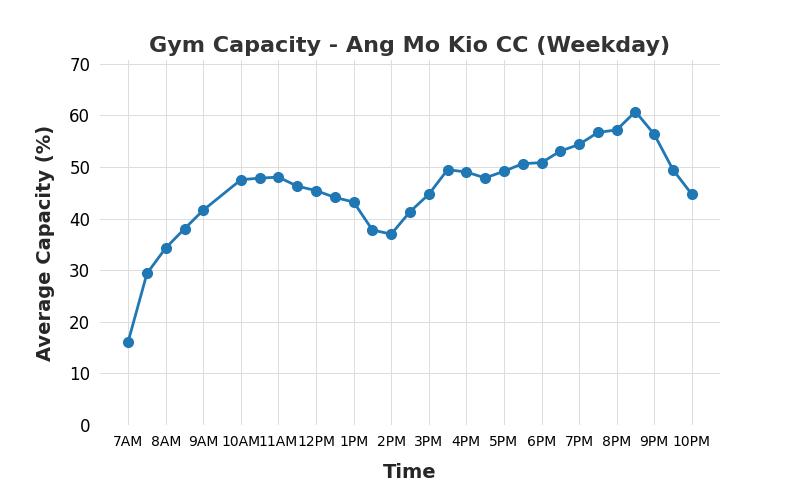 Gym Capacity - Ang Mo Kio CC (Weekday)
Average Capacity (%)
70
60
50
40
30
20
10
0
7AM 8AM 9AM 10AM 11AM 12PM 1PM 2PM 3PM 4PM 5PM 6PM 7PM 8PM 9PM 10PM
Time